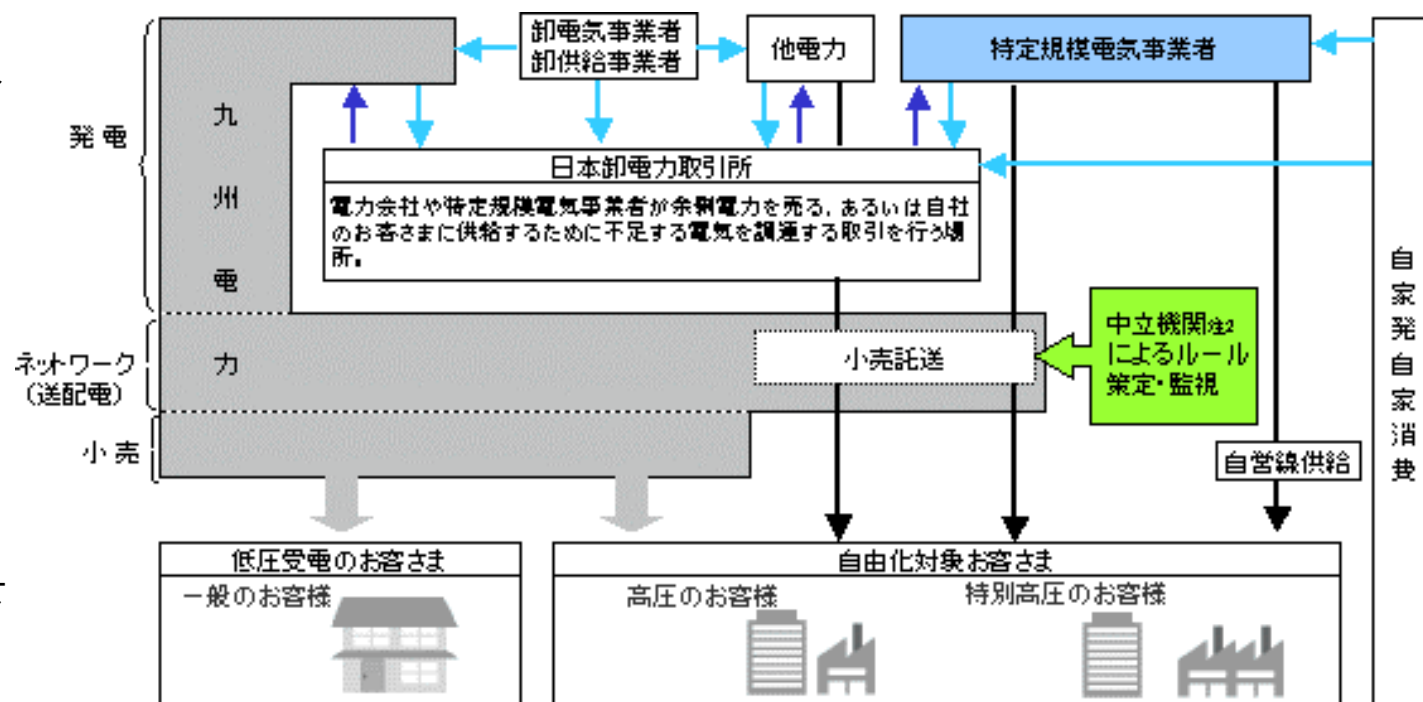 卸電気事業者
卸供給事業者
他電力
特定規模電気事業者
発電
九州電力
日本卸電力取引所
電力会社や特定規模電気事業者が余剰電力を売る，あるいは自社
のお客さまに供給するために不足する電気を調達する取引を行う場
所。
自家発自家消費
中立機関注2
によるルール
策定・監視
小売託送
ネットワーク
（送配電）
小売
自営線供給
低圧受電のお客さま
一般のお客様
自由化対象お客さま
高圧のお客様
特別高圧のお客様